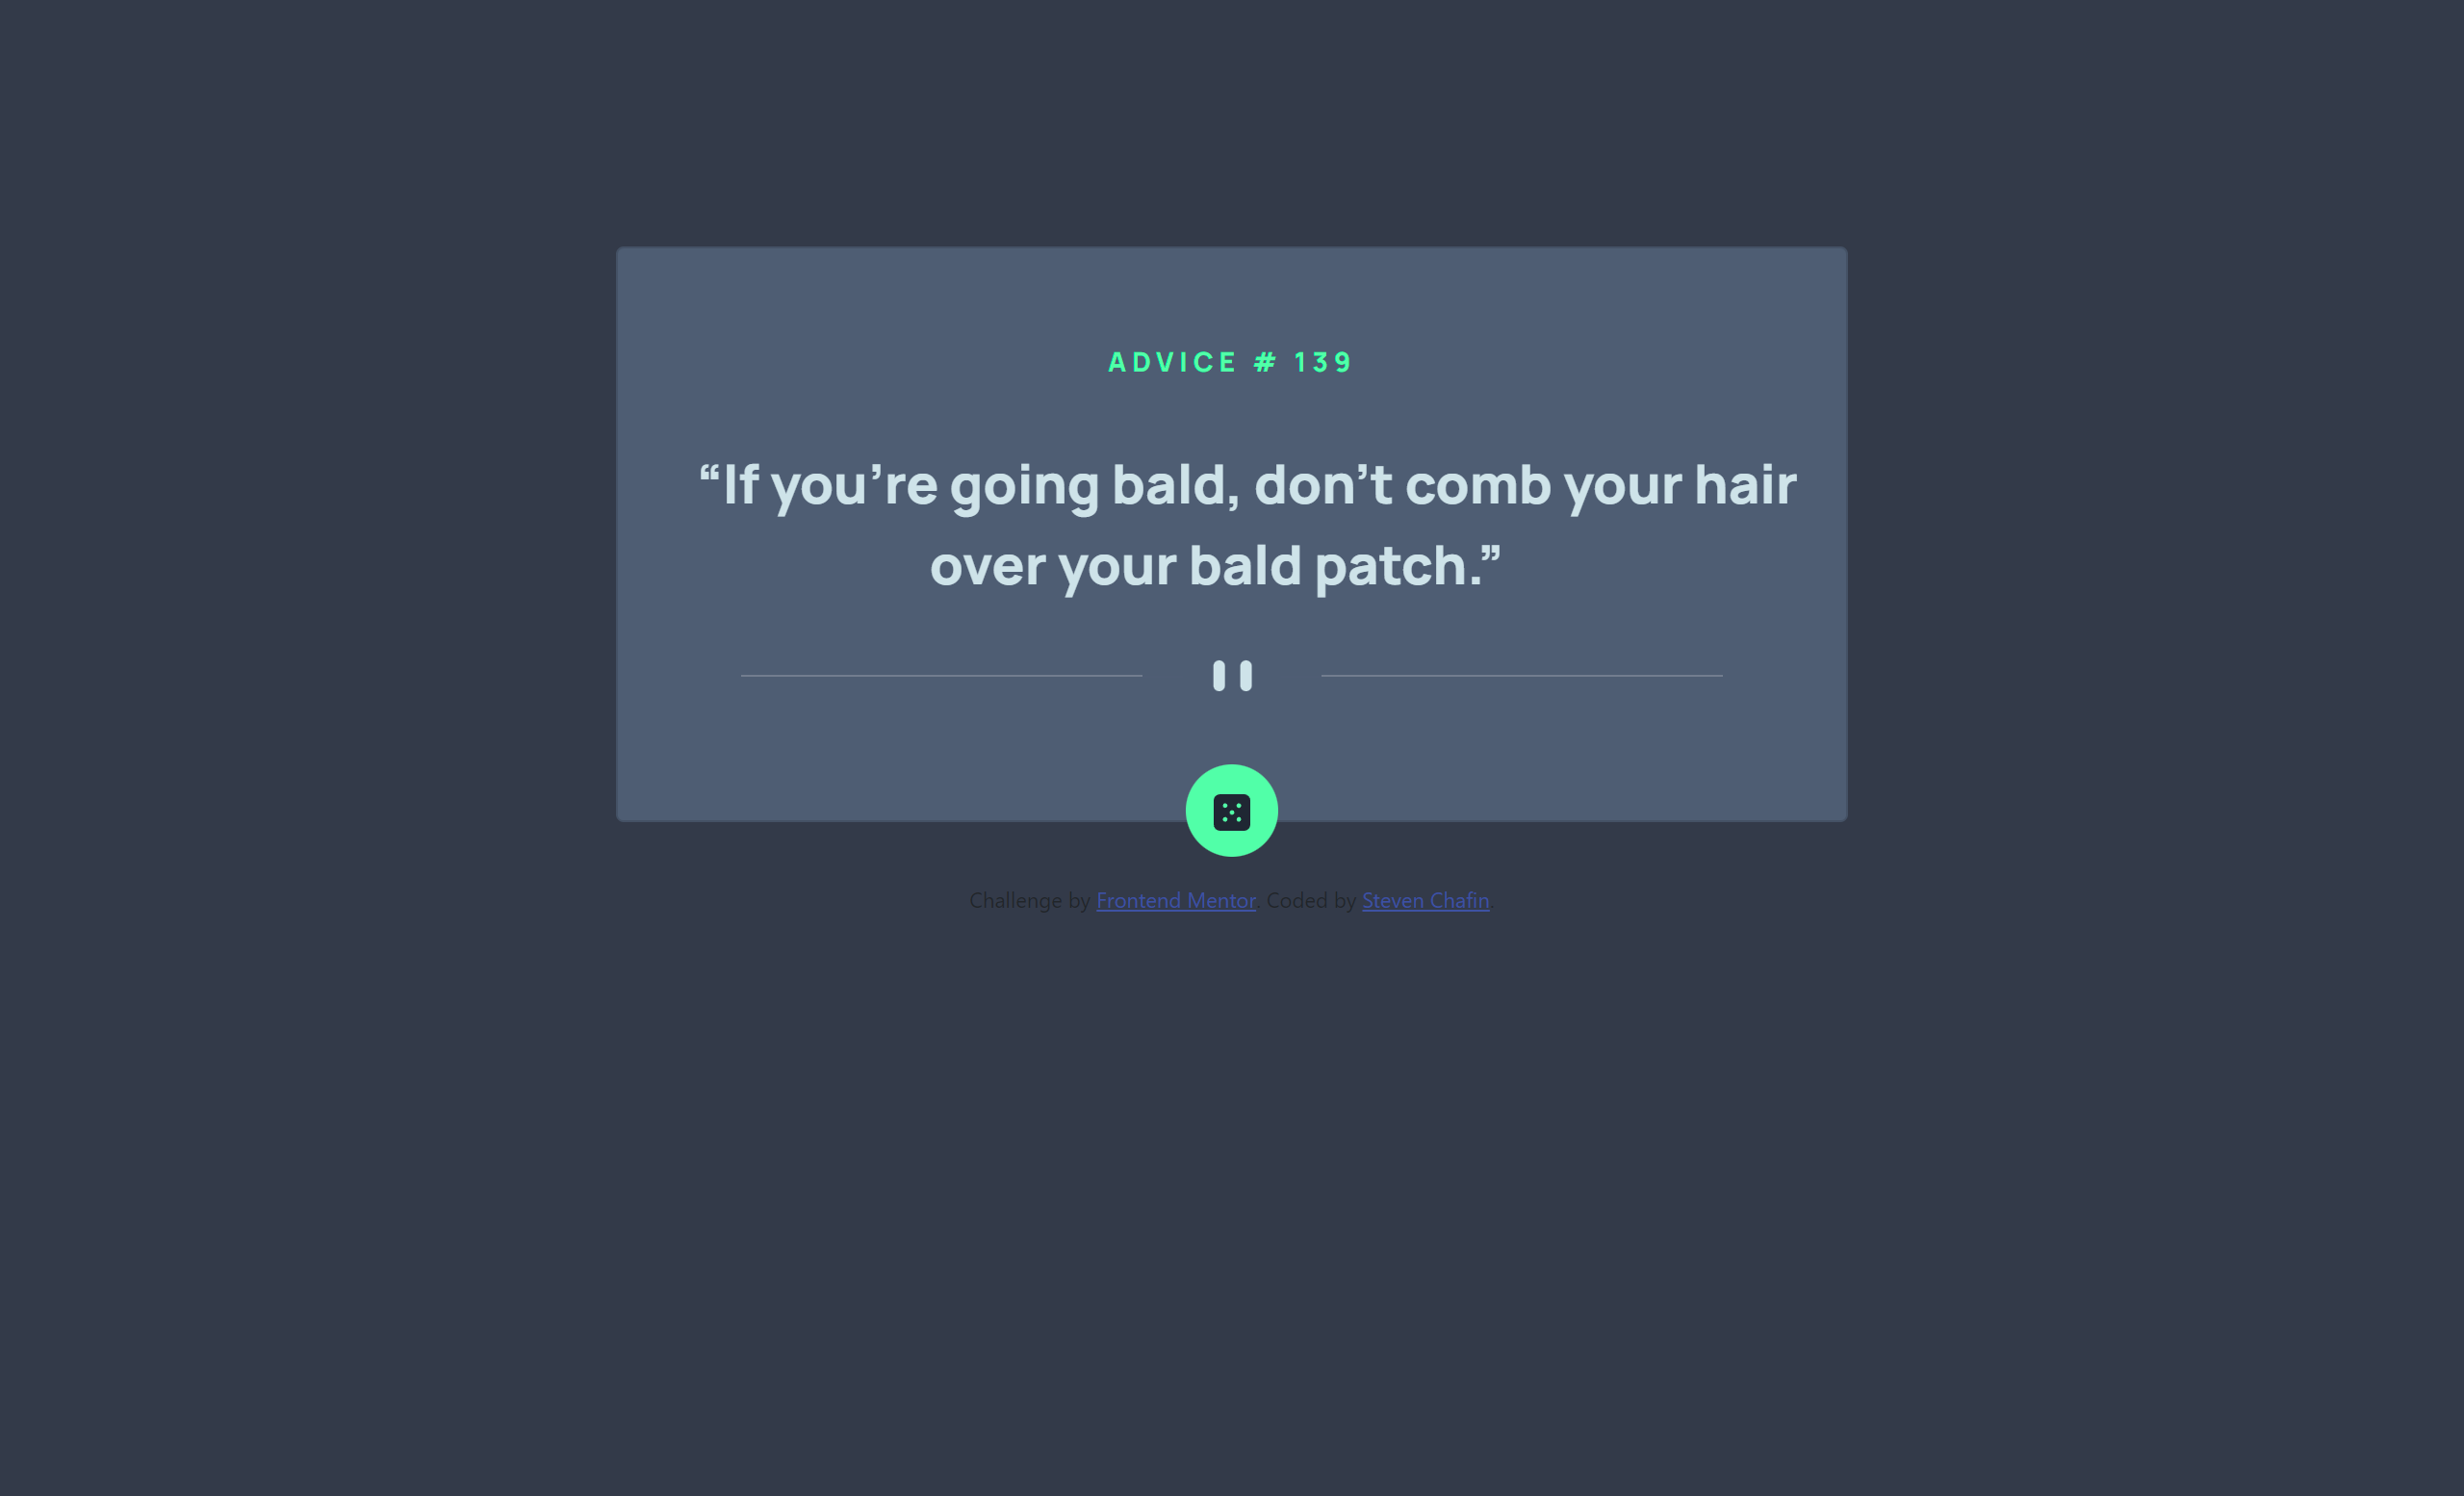 ADVICE # 139
“If you’re going bald, don’t comb your hair
over your bald patch.”
Challenge by Frontend Mentor. Coded by Steven Chafin.